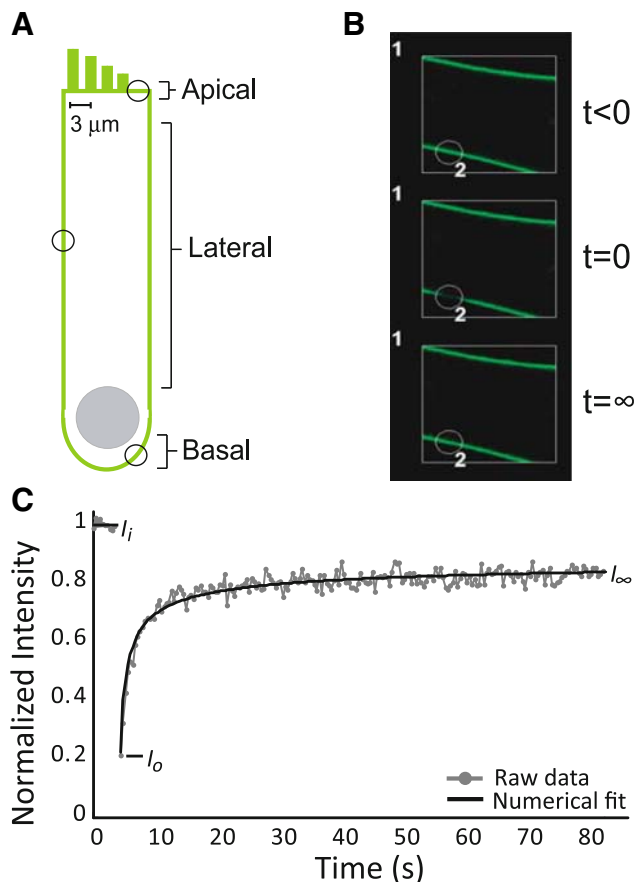 A
Apical
3 μm
Lateral
Basal
B
1
2
t<0
1
2
t=0
1
2
t=∞
C
Normalized Intensity
1
0.8
0.6
0.4
0.2
0
I_i
I_∞
I_o
Raw data
Numerical fit
0 10 20 30 40 50 60 70 80
Time (s)